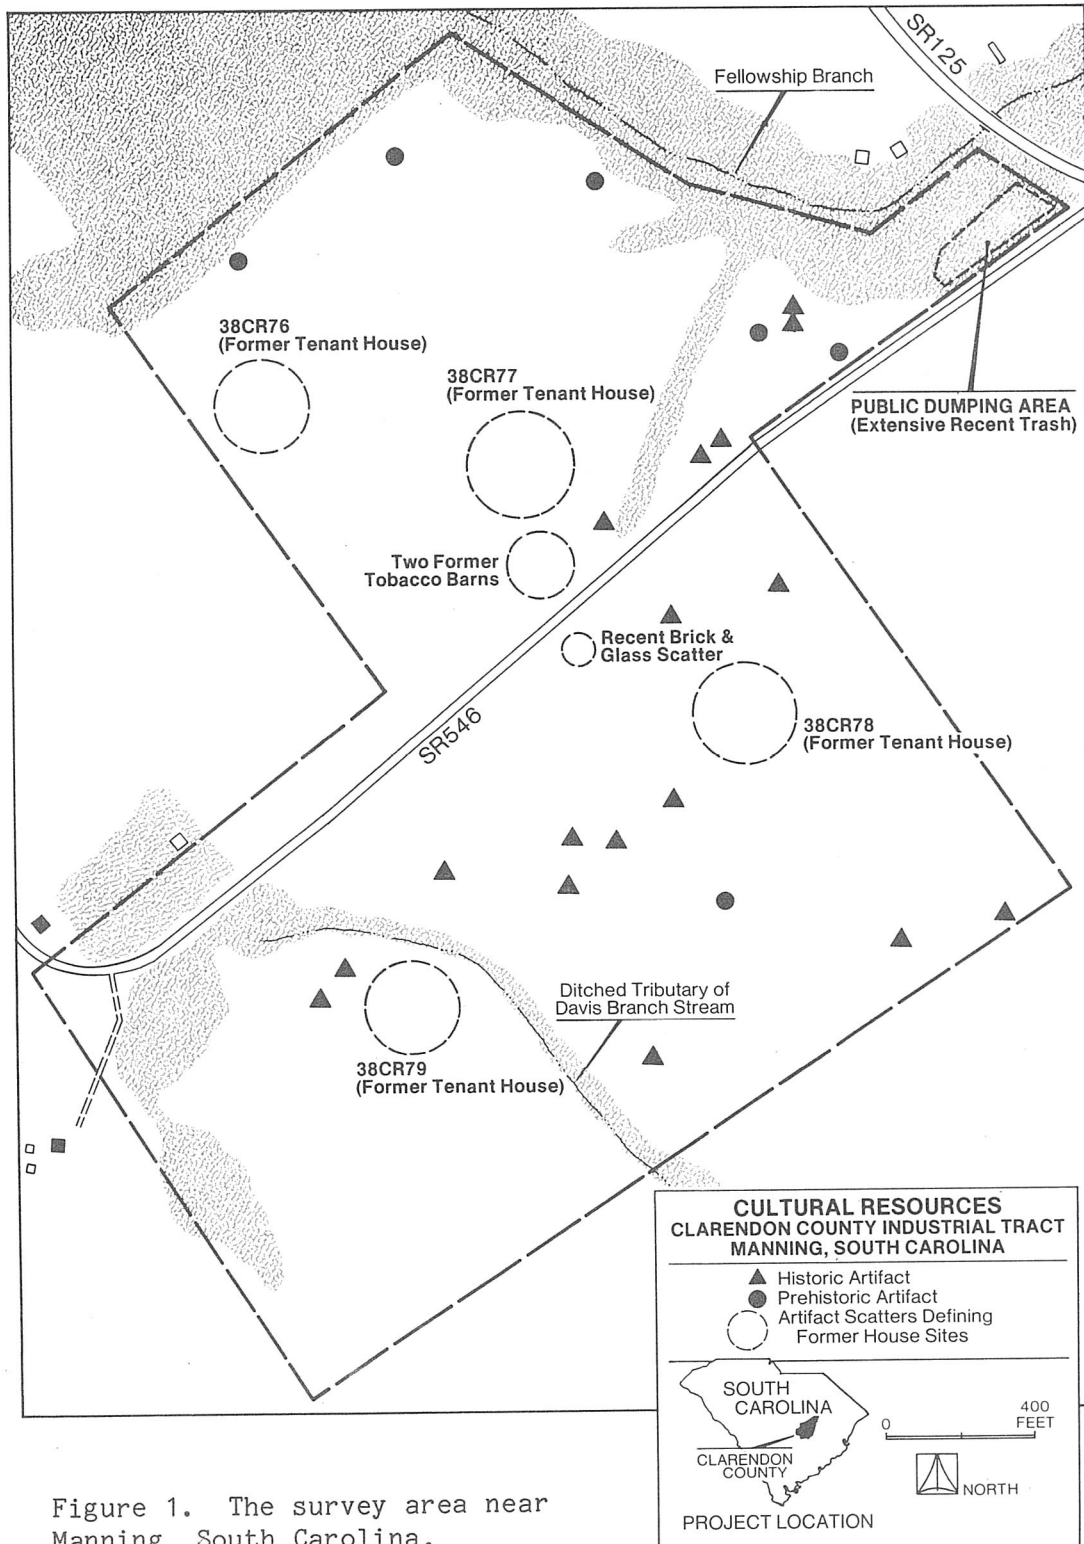 SR125
Fellowship Branch
38CR76
(Former Tenant House)
38CR77
(Former Tenant House)
PUBLIC DUMPING AREA
(Extensive Recent Trash)
Two Former
Tobacco Barns
Recent Brick &
Glass Scatter
SR546
38CR78
(Former Tenant House)
Ditched Tributary of
Davis Branch Stream
38CR79
(Former Tenant House)
CULTURAL RESOURCES
CLARENDON COUNTY INDUSTRIAL TRACT
MANNING, SOUTH CAROLINA
Historic Artifact
Prehistoric Artifact
Artifact Scatters Defining
Former House Sites
SOUTH
CAROLINA
CLARENDON
COUNTY
0 400
FEET
NORTH
PROJECT LOCATION
Figure 1. The survey area near
Manning, South Carolina.